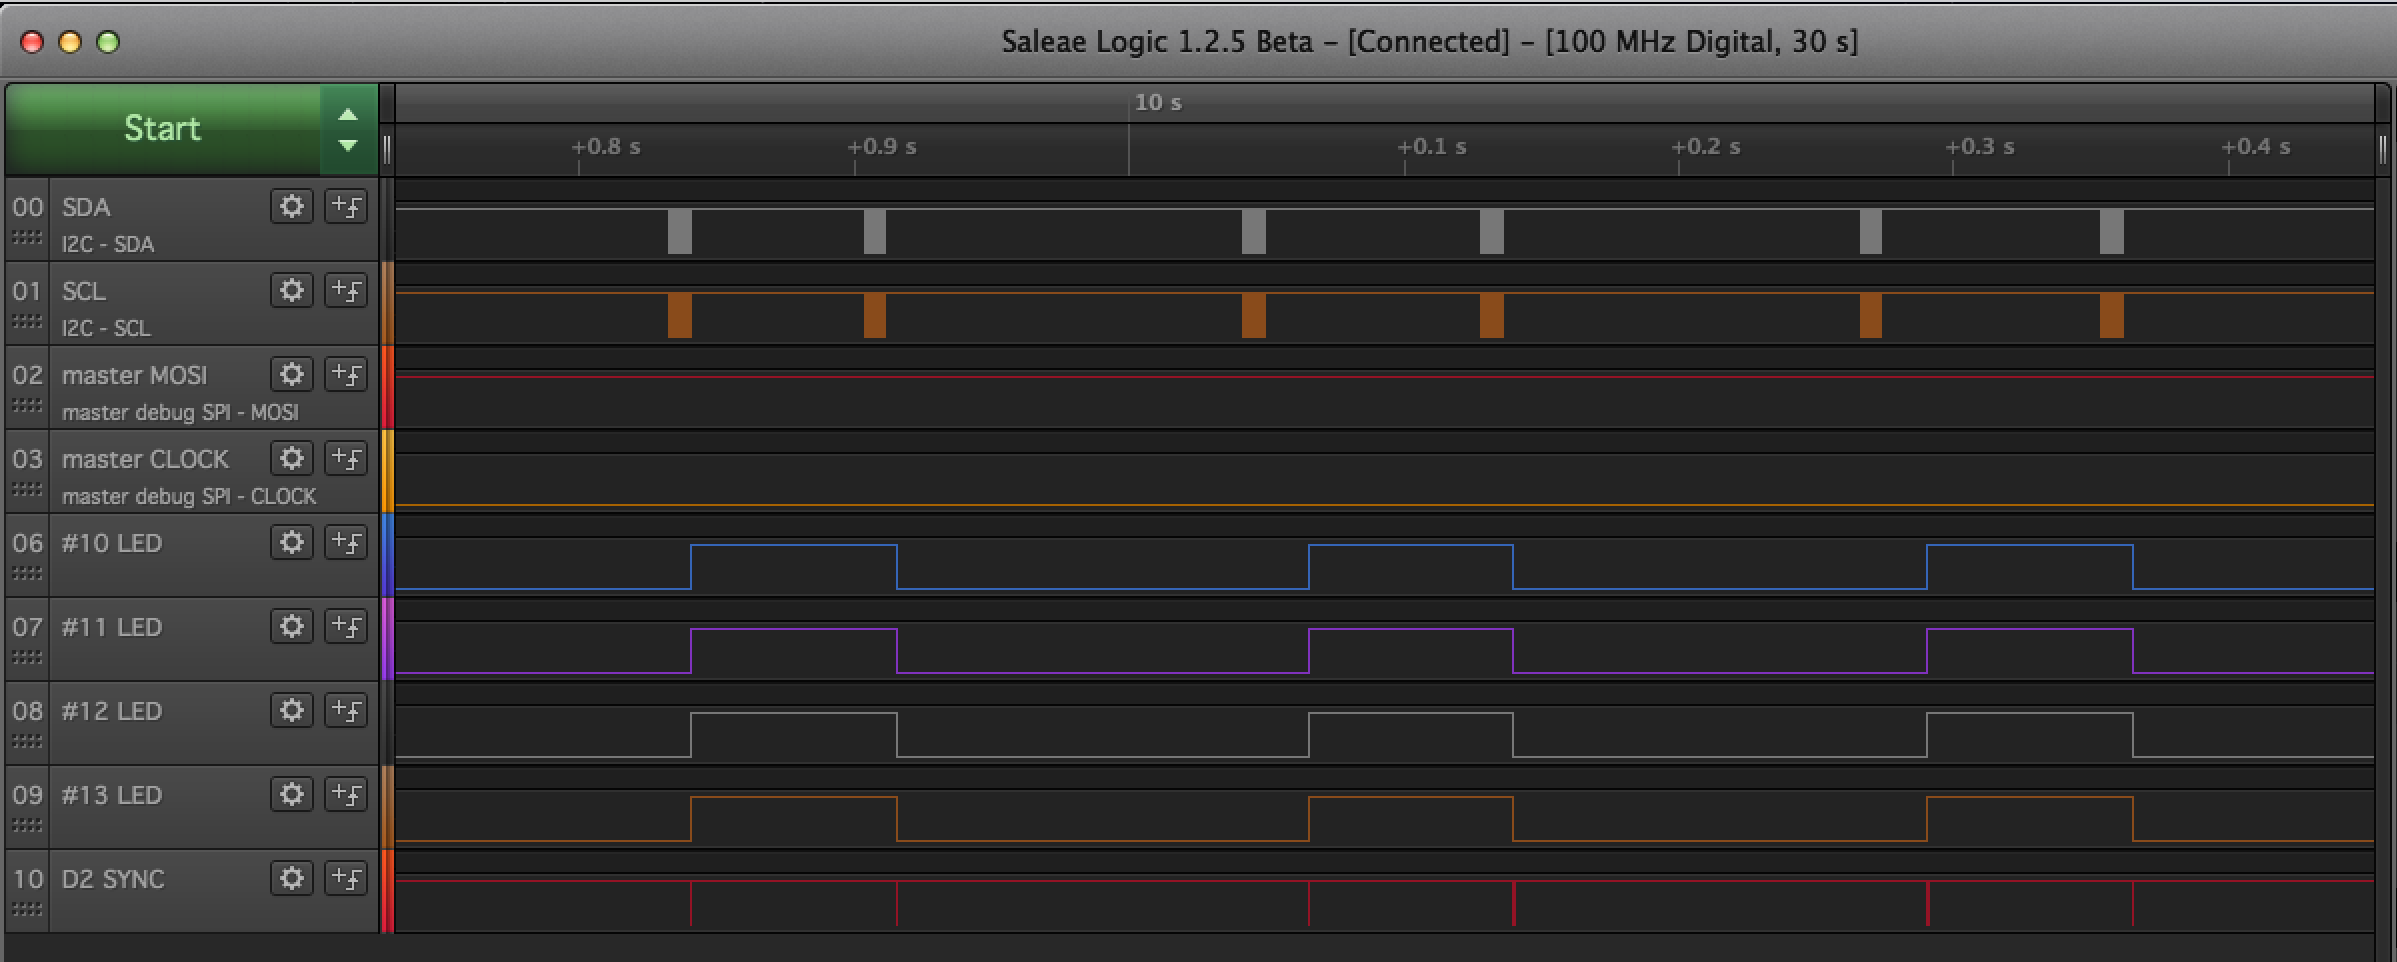 Saleae Logic 1.2.5 Beta – [Connected] – [100 MHz Digital, 30 s]
Start
10 s
+0.8 s +0.9 s +0.1 s +0.2 s +0.3 s +0.4 s
00 SDA
I2C - SDA
01 SCL
I2C - SCL
02 master MOSI
master debug SPI - MOSI
03 master CLOCK
master debug SPI - CLOCK
06 #10 LED
07 #11 LED
08 #12 LED
09 #13 LED
10 D2 SYNC